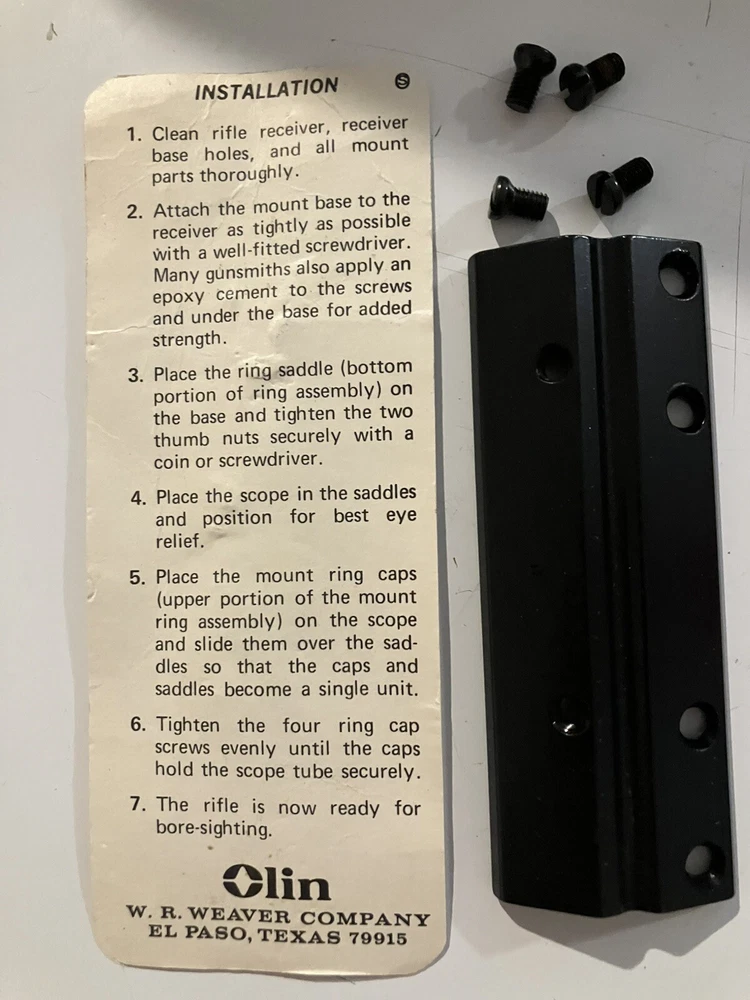 INSTALLATION S
1. Clean rifle receiver, receiver
base holes, and all mount
parts thoroughly.
2. Attach the mount base to the
receiver as tightly as possible
with a well-fitted screwdriver.
Many gunsmiths also apply an
epoxy cement to the screws
and under the base for added
strength.
3. Place the ring saddle (bottom
portion of ring assembly) on
the base and tighten the two
thumb nuts securely with a
coin or screwdriver.
4. Place the scope in the saddles
and position for best eye
relief.
5. Place the mount ring caps
(upper portion of the mount
ring assembly) on the scope
and slide them over the sad-
dles so that the caps and
saddles become a single unit.
6. Tighten the four ring cap
screws evenly until the caps
hold the scope tube securely.
7. The rifle is now ready for
bore-sighting.
Olin
W. R. WEAVER COMPANY
EL PASO, TEXAS 79915